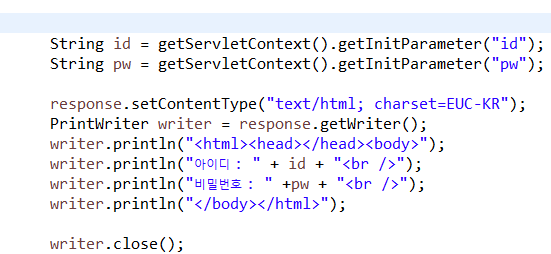 String id = getServletContext().getInitParameter("id");
String pw = getServletContext().getInitParameter("pw");
response.setContentType("text/html; charset=EUC-KR");
PrintWriter writer = response.getWriter();
writer.println("<html><head></head><body>");
writer.println("아이디 : " + id + "<br />");
writer.println("비밀번호 : " +pw + "<br />");
writer.println("</body></html>");
writer.close();